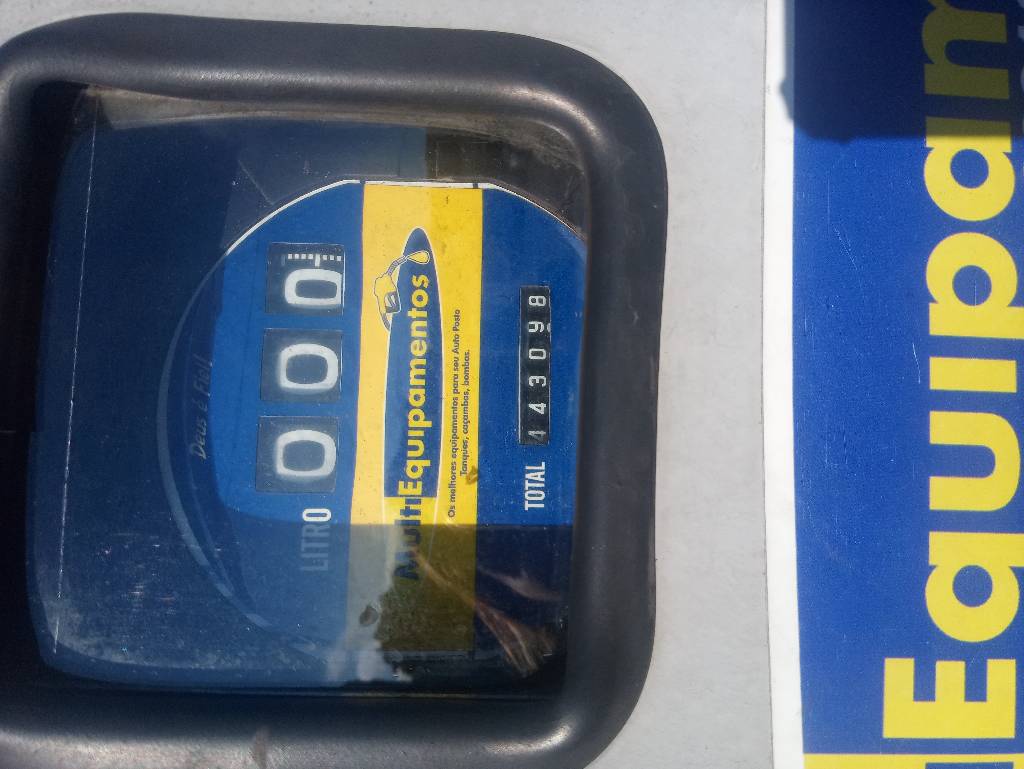 Deus é Fiel
LITRO 000
MultiEquipamentos
Os melhores equipamentos para seu Auto Posto
Tanques, caçambas, bombas.
TOTAL 443098
Equipam